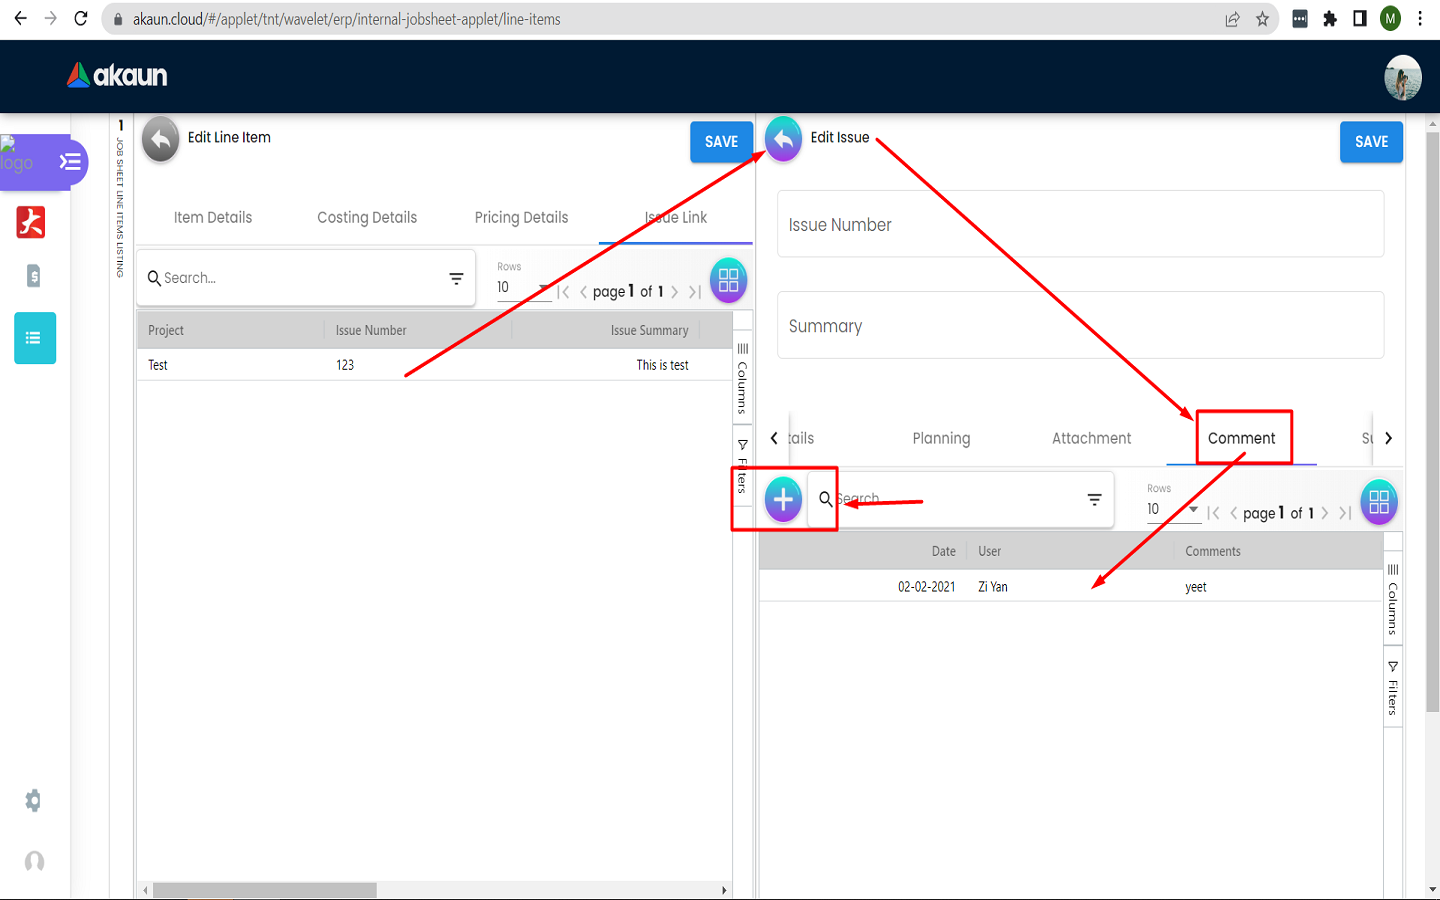 akaun.cloud/#/applet/tnt/wavelet/erp/internal-jobsheet-applet/line-items
M
akaun
logo
1
JOB SHEET LINE ITEMS LISTING
Edit Line Item
SAVE
Item Details
Costing Details
Pricing Details
Issue Link
Search...
Rows
10
page 1 of 1
Project
Issue Number
Issue Summary
Test
123
This is test
Columns
Filters
Edit Issue
SAVE
Issue Number
Summary
tails
Planning
Attachment
Comment
Search
Rows
10
page 1 of 1
Date
User
Comments
02-02-2021
Zi Yan
yeet
Columns
Filters